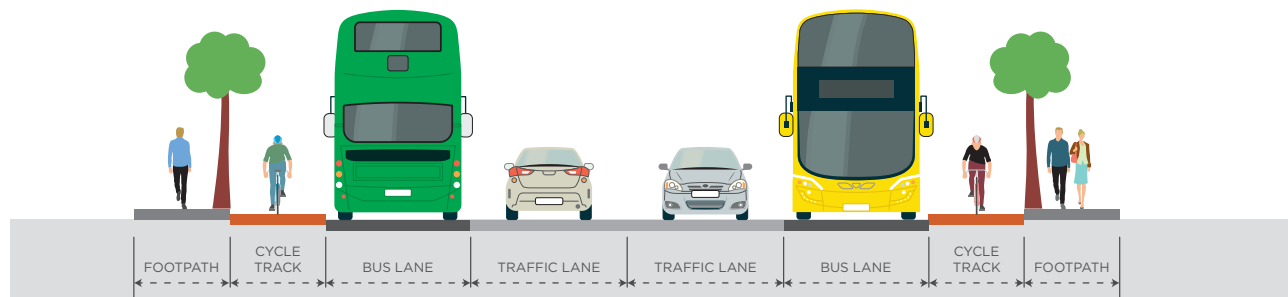 FOOTPATH
CYCLE
TRACK
BUS LANE
TRAFFIC LANE
TRAFFIC LANE
BUS LANE
CYCLE
TRACK
FOOTPATH